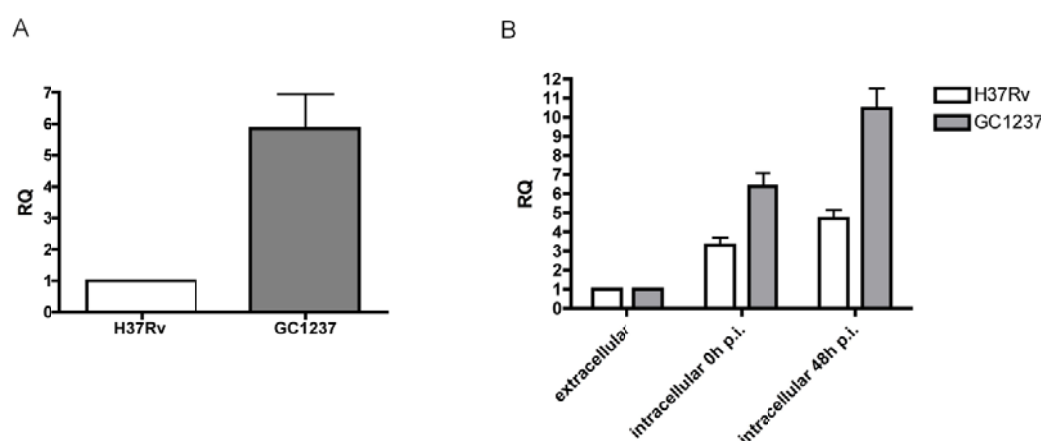 A
RQ
7
6
5
4
3
2
1
0
H37Rv
GC1237
B
RQ
12
11
10
9
8
7
6
5
4
3
2
1
0
extracellular
intracellular 0h p.i.
intracellular 48h p.i.
H37Rv
GC1237